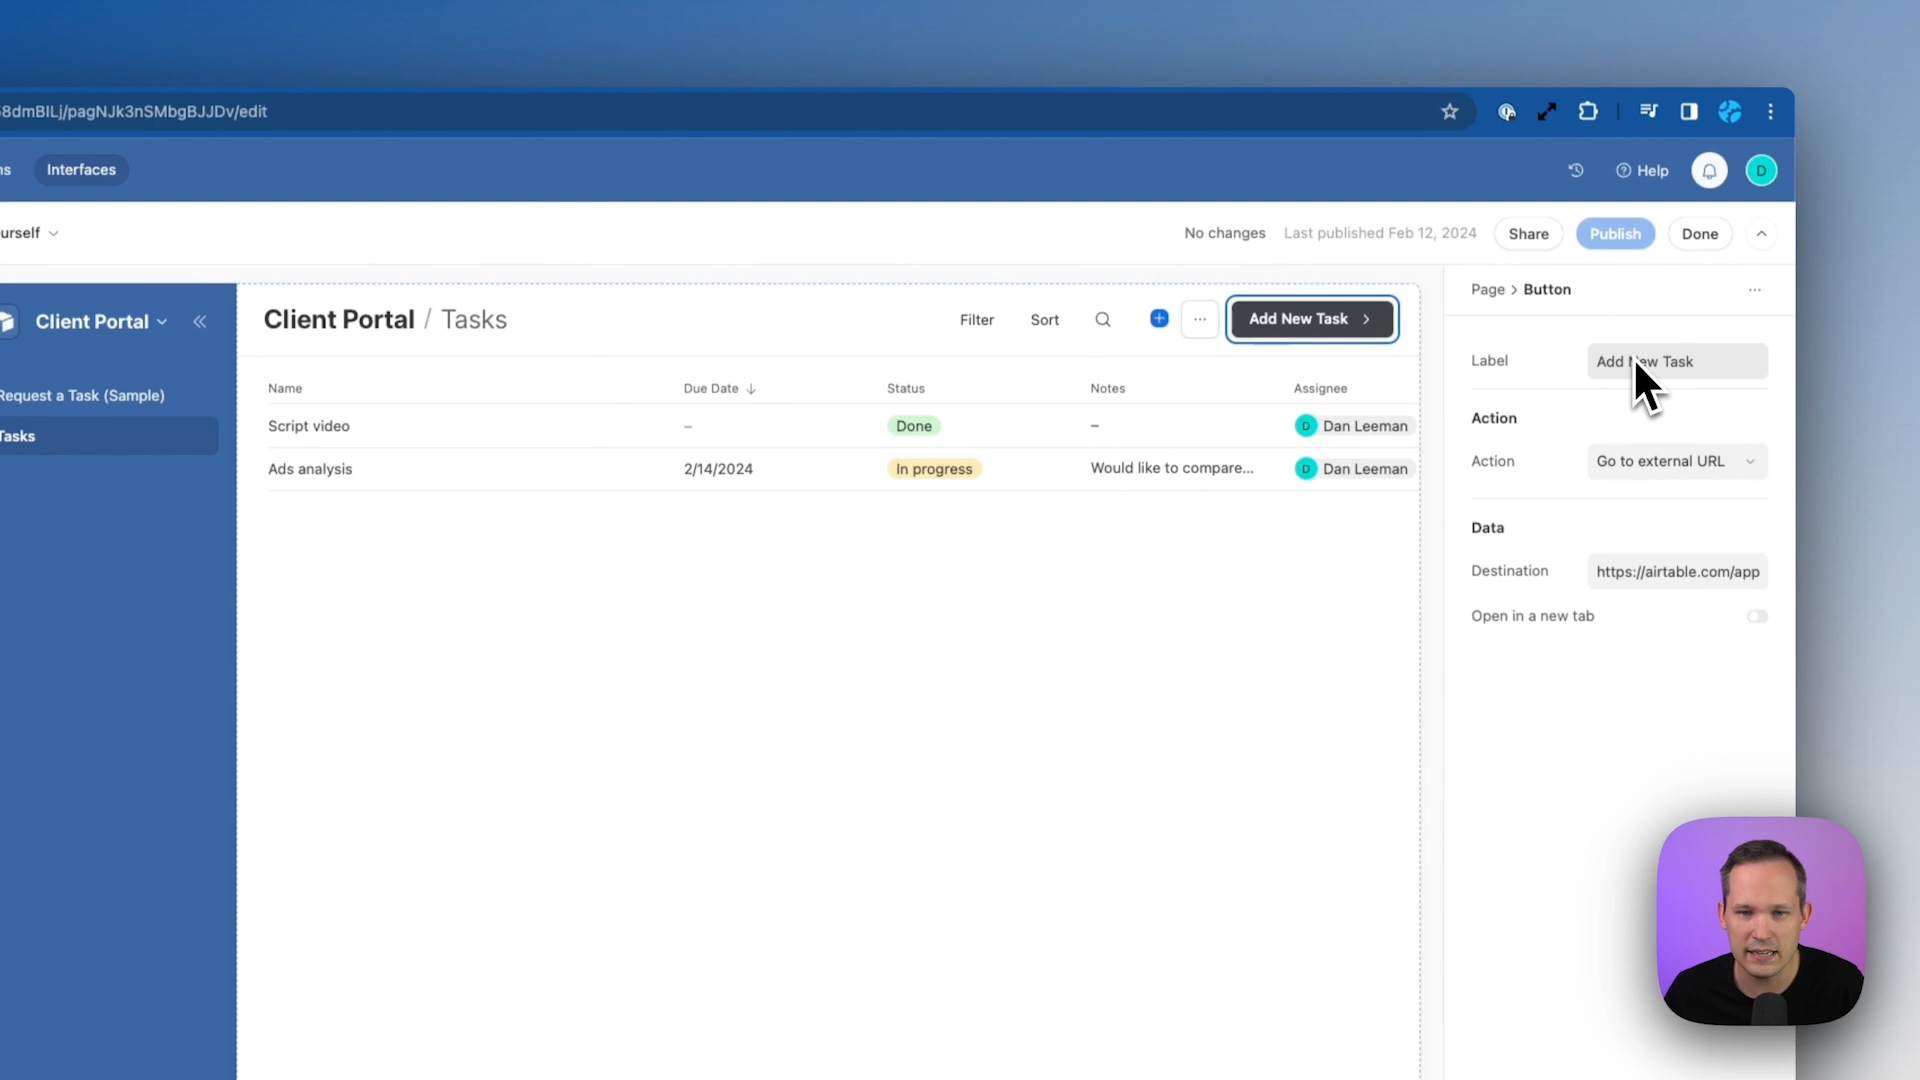 68dmBILj/pagNJk3nSMbgBJJDv/edit
ns Interfaces Help D
urself No changes Last published Feb 12, 2024 Share Publish Done
Client Portal
Request a Task (Sample)
Tasks
Client Portal / Tasks Filter Sort Add New Task
Name Due Date Status Notes Assignee
Script video – Done – D Dan Leeman
Ads analysis 2/14/2024 In progress Would like to compare... D Dan Leeman
Page > Button
Label Add New Task
Action
Action Go to external URL
Data
Destination https://airtable.com/app
Open in a new tab